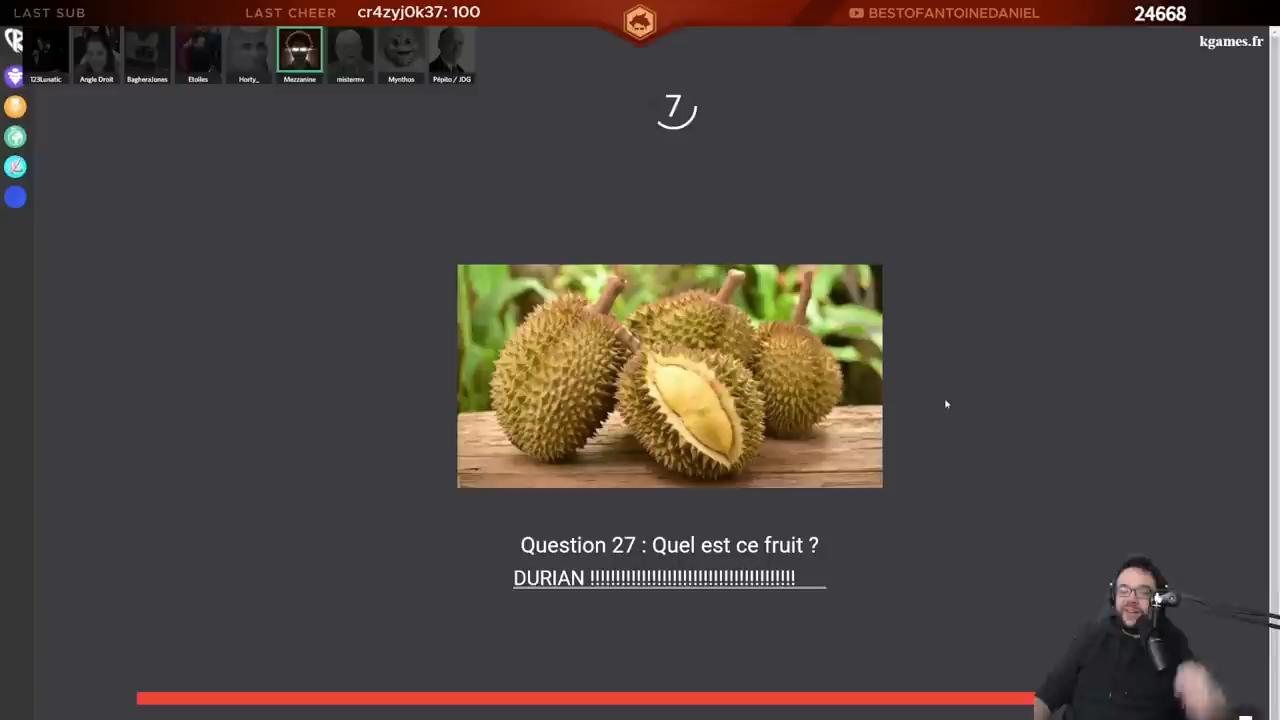 LAST SUB
LAST CHEER cr4zyj0k37: 100
BESTOFANTOINEDANIEL
24668
kgames.fr
123Lunatic
Angle Droit
BagheraJones
Etoiles
Horty_
Mezzanine
mistermv
Mynthos
Pépito / JDG
7
Question 27 : Quel est ce fruit ?
DURIAN !!!!!!!!!!!!!!!!!!!!!!!!!!!!!!!!!!!!!!!!